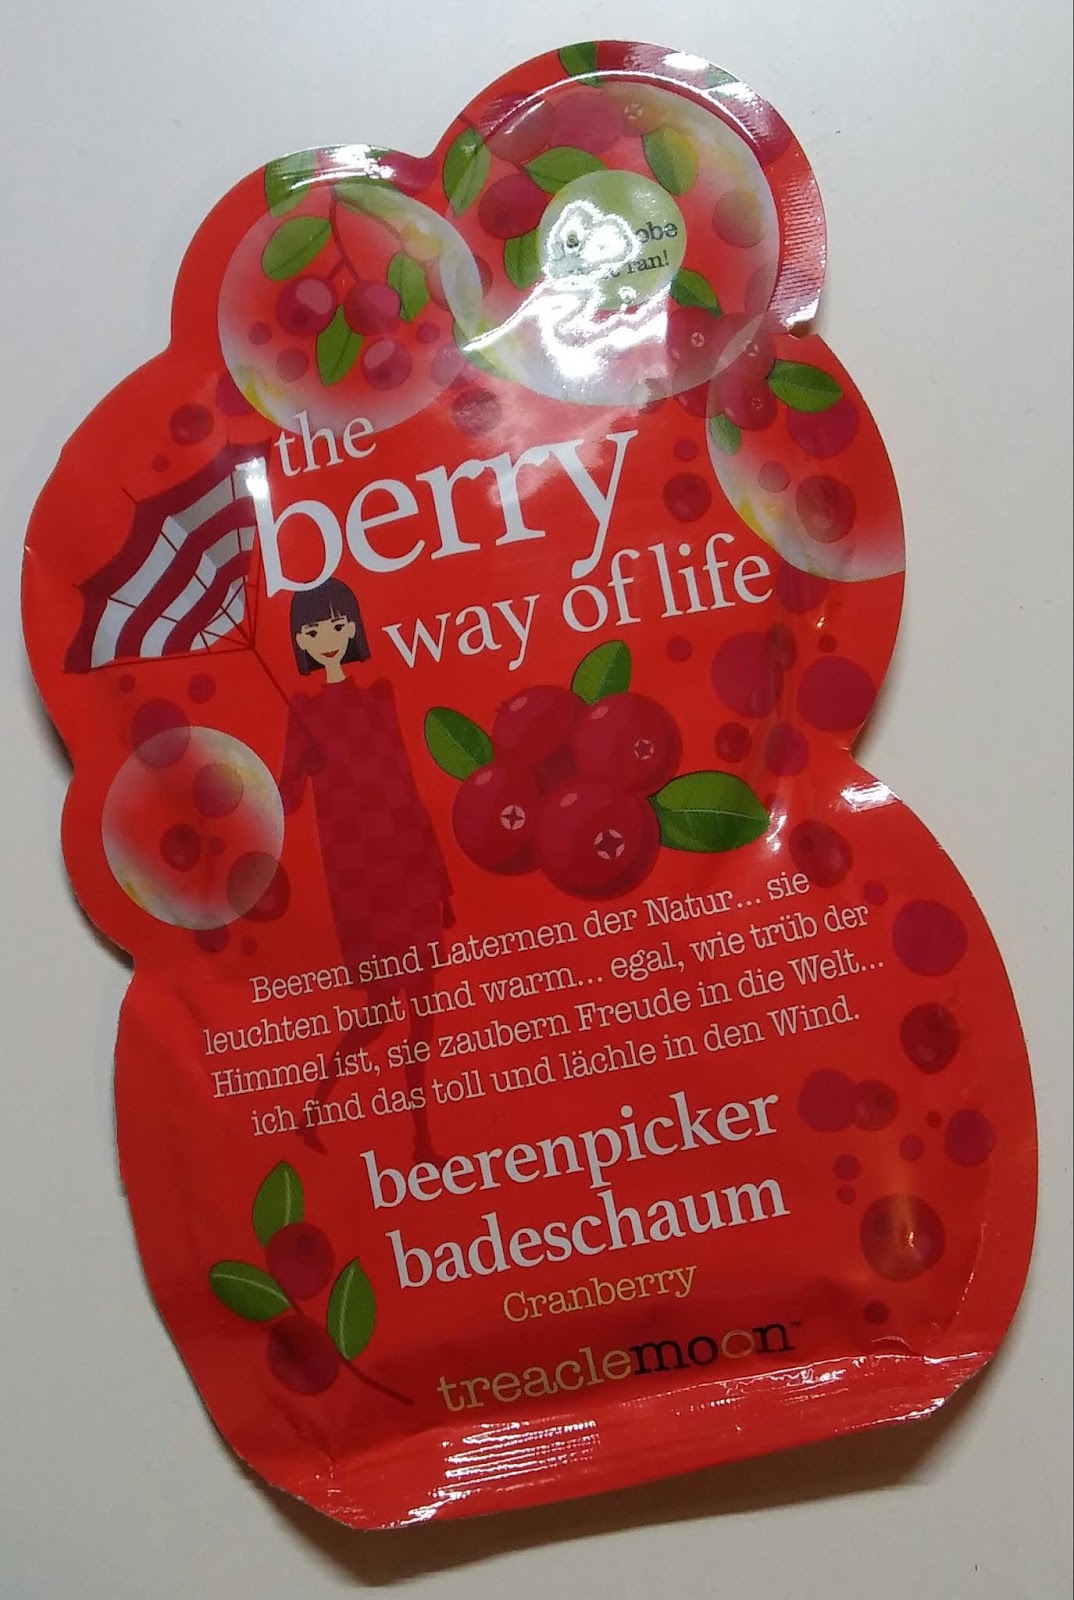 ran!
the
berry
way of life
Beeren sind Laternen der Natur... sie
leuchten bunt und warm... egal, wie trüb der
Himmel ist, sie zaubern Freude in die Welt...
ich find das toll und lächle in den Wind.
beerenpicker
badeschaum
Cranberry
treaclemoon™